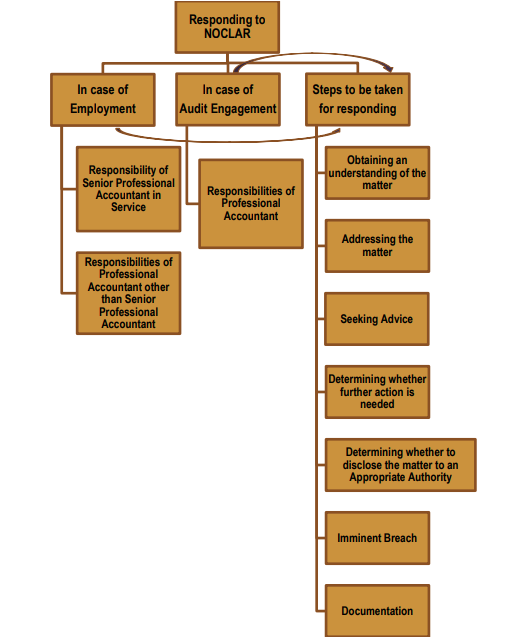 Responding to
NOCLAR
In case of
Employment
In case of
Audit Engagement
Steps to be taken
for responding
Responsibility of
Senior Professional
Accountant in
Service
Responsibilities of
Professional
Accountant other
than Senior
Professional
Accountant
Responsibilities of
Professional
Accountant
Obtaining an
understanding of the
matter
Addressing the
matter
Seeking Advice
Determining whether
further action is
needed
Determining whether to
disclose the matter to an
Appropriate Authority
Imminent Breach
Documentation